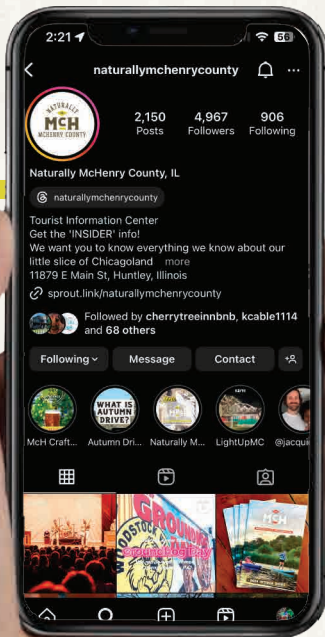 2:21
56
naturallymchenrycounty
NATURALLY
McH
MCHENRY COUNTY
2,150 4,967 906
Posts Followers Following
Naturally McHenry County, IL
naturallymchenrycounty
Tourist Information Center
Get the 'INSIDER' info!
We want you to know everything we know about our
little slice of Chicagoland more
11879 E Main St, Huntley, Illinois
sprout.link/naturallymchenrycounty
Followed by cherrytreeinnbnb, kcable1114
and 68 others
Following Message Contact
WHAT IS
AUTUMN
DRIVE?
McH Craft... Autumn Dri... Naturally M... LightUpMC @jacqui
WOODSTOCK
GROUNDHOG
groundhog day
MCH